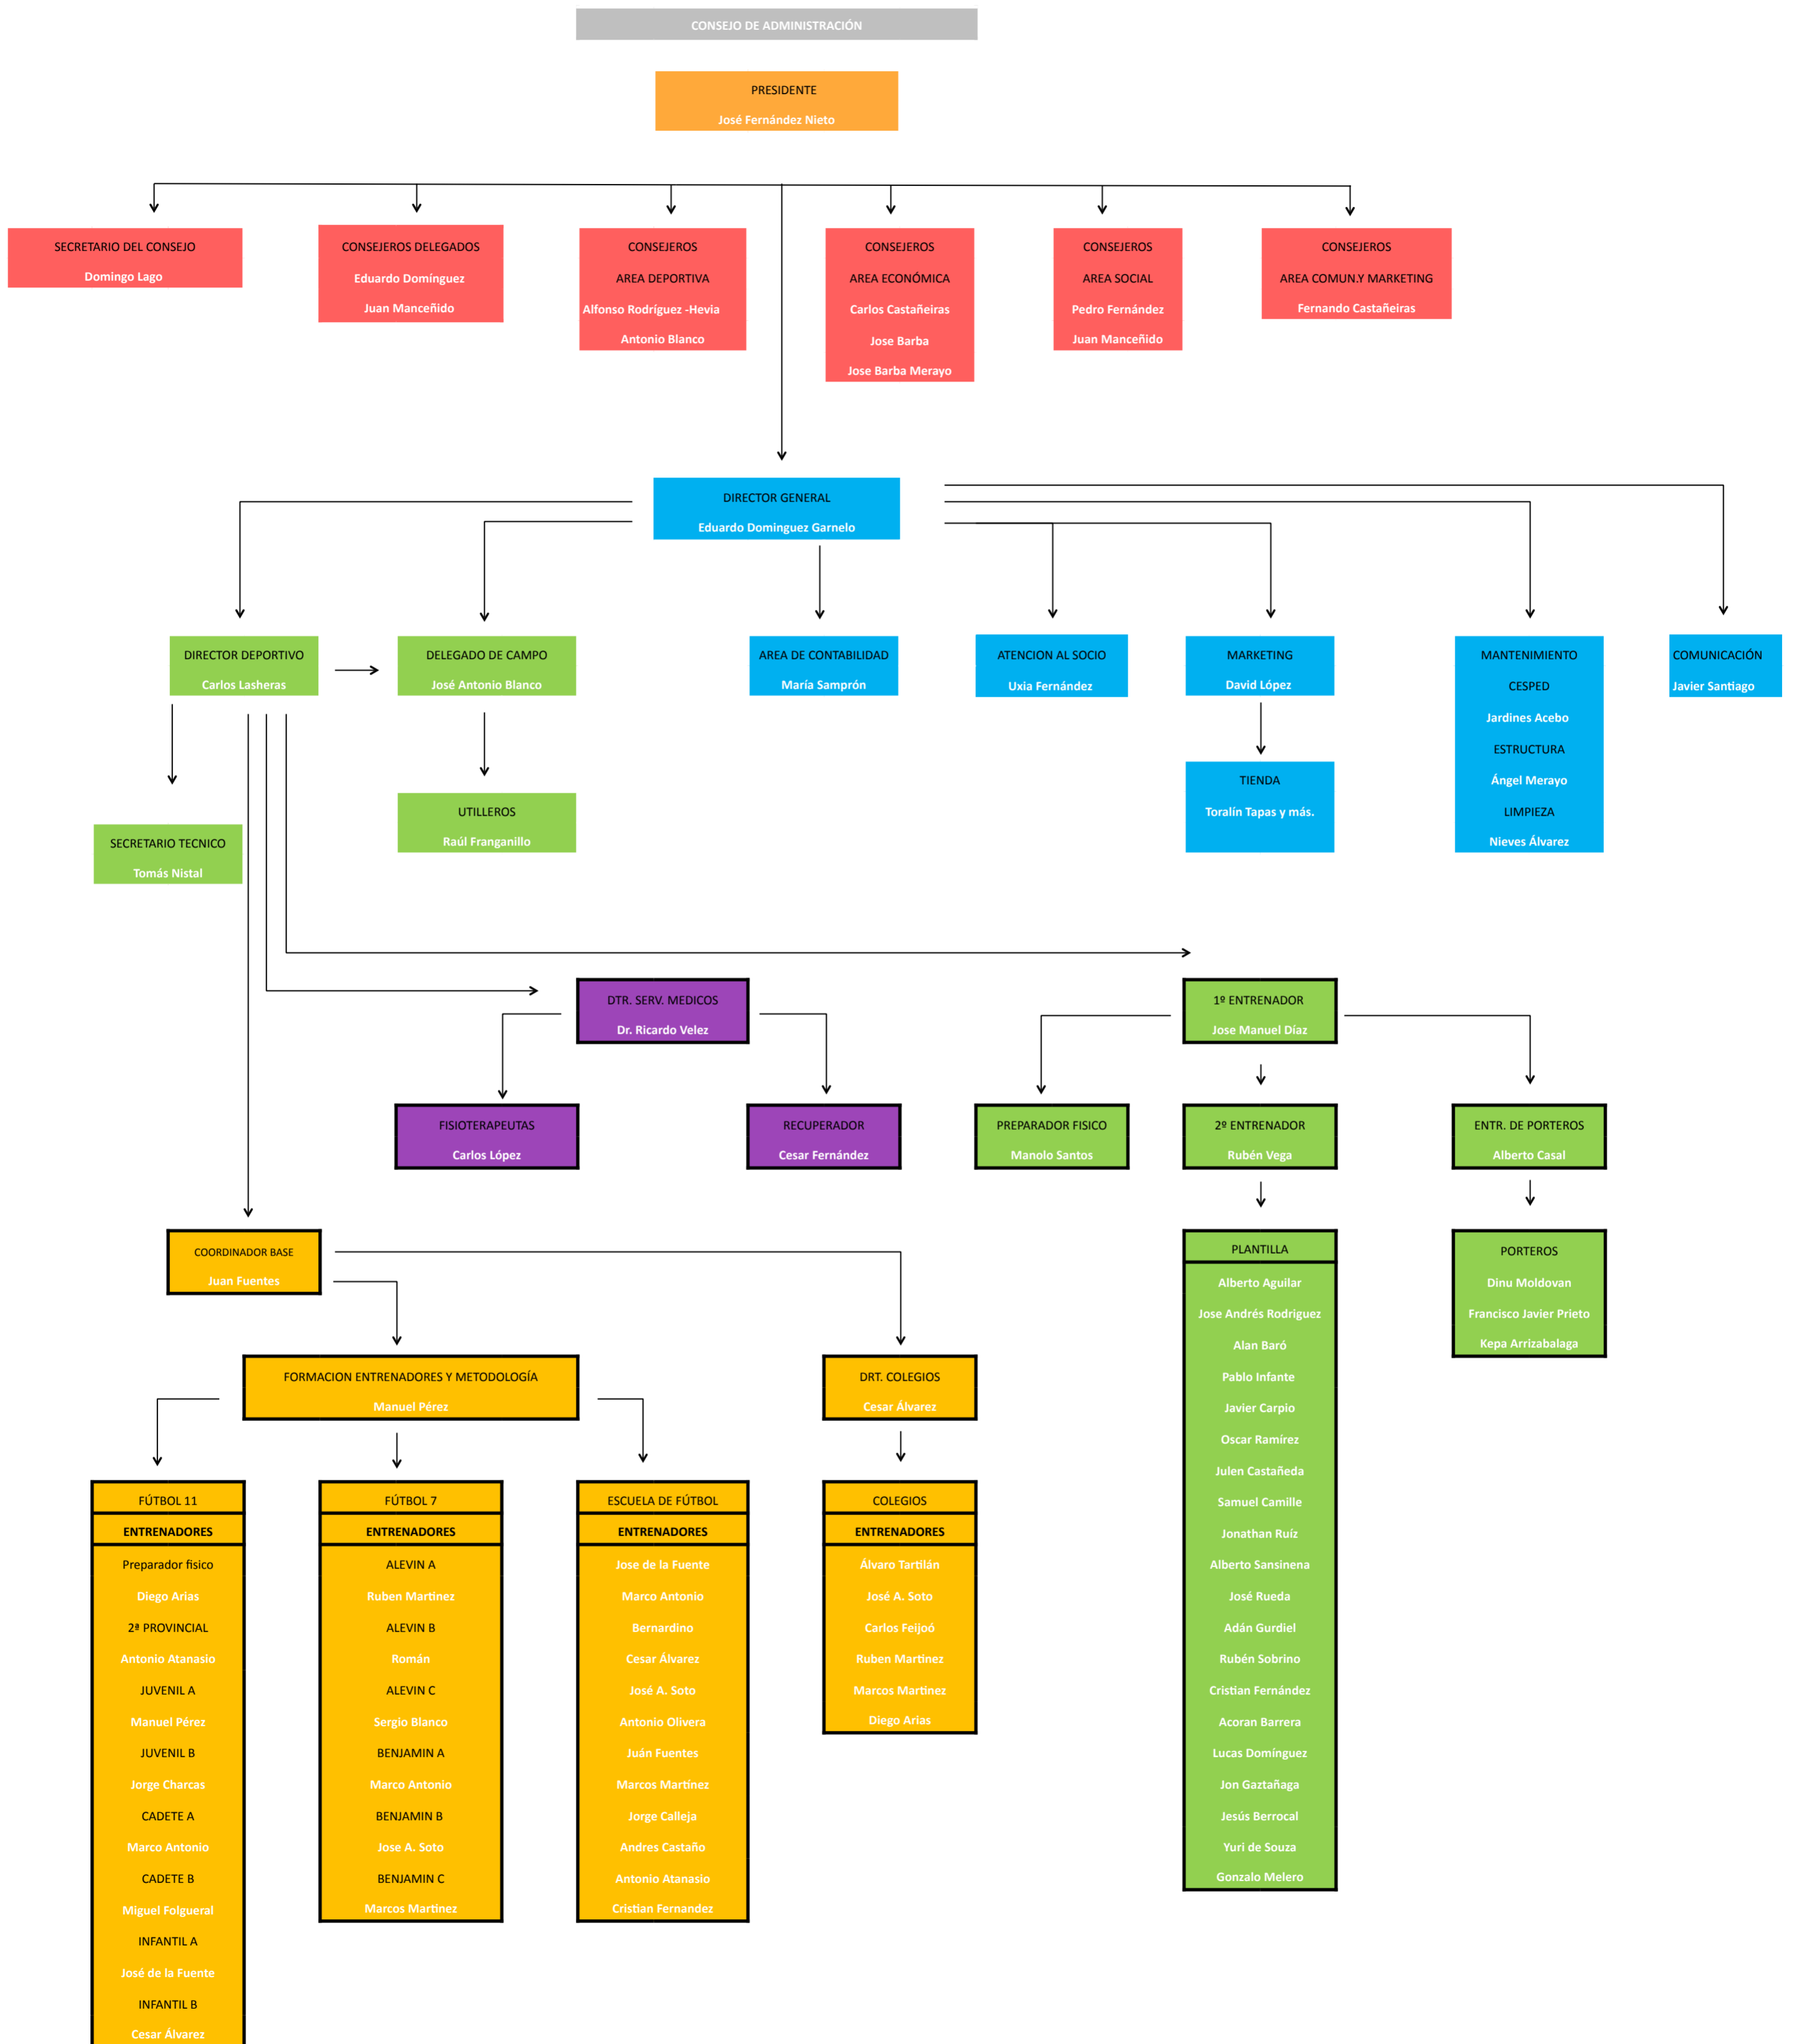 CONSEJO DE ADMINISTRACIÓN
PRESIDENTE
José Fernández Nieto
SECRETARIO DEL CONSEJO
Domingo Lago
CONSEJEROS DELEGADOS
Eduardo Domínguez
Juan Manceñido
CONSEJEROS
AREA DEPORTIVA
Alfonso Rodríguez -Hevia
Antonio Blanco
CONSEJEROS
AREA ECONÓMICA
Carlos Castañeiras
Jose Barba
Jose Barba Merayo
CONSEJEROS
AREA SOCIAL
Pedro Fernández
Juan Manceñido
CONSEJEROS
AREA COMUN.Y MARKETING
Fernando Castañeiras
DIRECTOR GENERAL
Eduardo Dominguez Garnelo
DIRECTOR DEPORTIVO
Carlos Lasheras
DELEGADO DE CAMPO
José Antonio Blanco
AREA DE CONTABILIDAD
María Samprón
ATENCION AL SOCIO
Uxia Fernández
MARKETING
David López
MANTENIMIENTO
CESPED
Jardines Acebo
ESTRUCTURA
Ángel Merayo
LIMPIEZA
Nieves Álvarez
COMUNICACIÓN
Javier Santiago
TIENDA
Toralín Tapas y más.
UTILLEROS
Raúl Franganillo
SECRETARIO TECNICO
Tomás Nistal
DTR. SERV. MEDICOS
Dr. Ricardo Velez
1º ENTRENADOR
Jose Manuel Díaz
FISIOTERAPEUTAS
Carlos López
RECUPERADOR
Cesar Fernández
PREPARADOR FISICO
Manolo Santos
2º ENTRENADOR
Rubén Vega
ENTR. DE PORTEROS
Alberto Casal
COORDINADOR BASE
Juan Fuentes
PLANTILLA
Alberto Aguilar
Jose Andrés Rodriguez
Alan Baró
Pablo Infante
Javier Carpio
Oscar Ramírez
Julen Castañeda
Samuel Camille
Jonathan Ruíz
Alberto Sansinena
José Rueda
Adán Gurdiel
Rubén Sobrino
Cristian Fernández
Acoran Barrera
Lucas Domínguez
Jon Gaztañaga
Jesús Berrocal
Yuri de Souza
Gonzalo Melero
PORTEROS
Dinu Moldovan
Francisco Javier Prieto
Kepa Arrizabalaga
FORMACION ENTRENADORES Y METODOLOGÍA
Manuel Pérez
DRT. COLEGIOS
Cesar Álvarez
FÚTBOL 11
ENTRENADORES
Preparador fisico
Diego Arias
2ª PROVINCIAL
Antonio Atanasio
JUVENIL A
Manuel Pérez
JUVENIL B
Jorge Charcas
CADETE A
Marco Antonio
CADETE B
Miguel Folgueral
INFANTIL A
José de la Fuente
INFANTIL B
Cesar Álvarez
FÚTBOL 7
ENTRENADORES
ALEVIN A
Ruben Martinez
ALEVIN B
Román
ALEVIN C
Sergio Blanco
BENJAMIN A
Marco Antonio
BENJAMIN B
Jose A. Soto
BENJAMIN C
Marcos Martinez
ESCUELA DE FÚTBOL
ENTRENADORES
Jose de la Fuente
Marco Antonio
Bernardino
Cesar Álvarez
José A. Soto
Antonio Olivera
Juán Fuentes
Marcos Martínez
Jorge Calleja
Andres Castaño
Antonio Atanasio
Cristian Fernandez
COLEGIOS
ENTRENADORES
Álvaro Tartilán
José A. Soto
Carlos Feijoó
Ruben Martinez
Marcos Martínez
Diego Arias